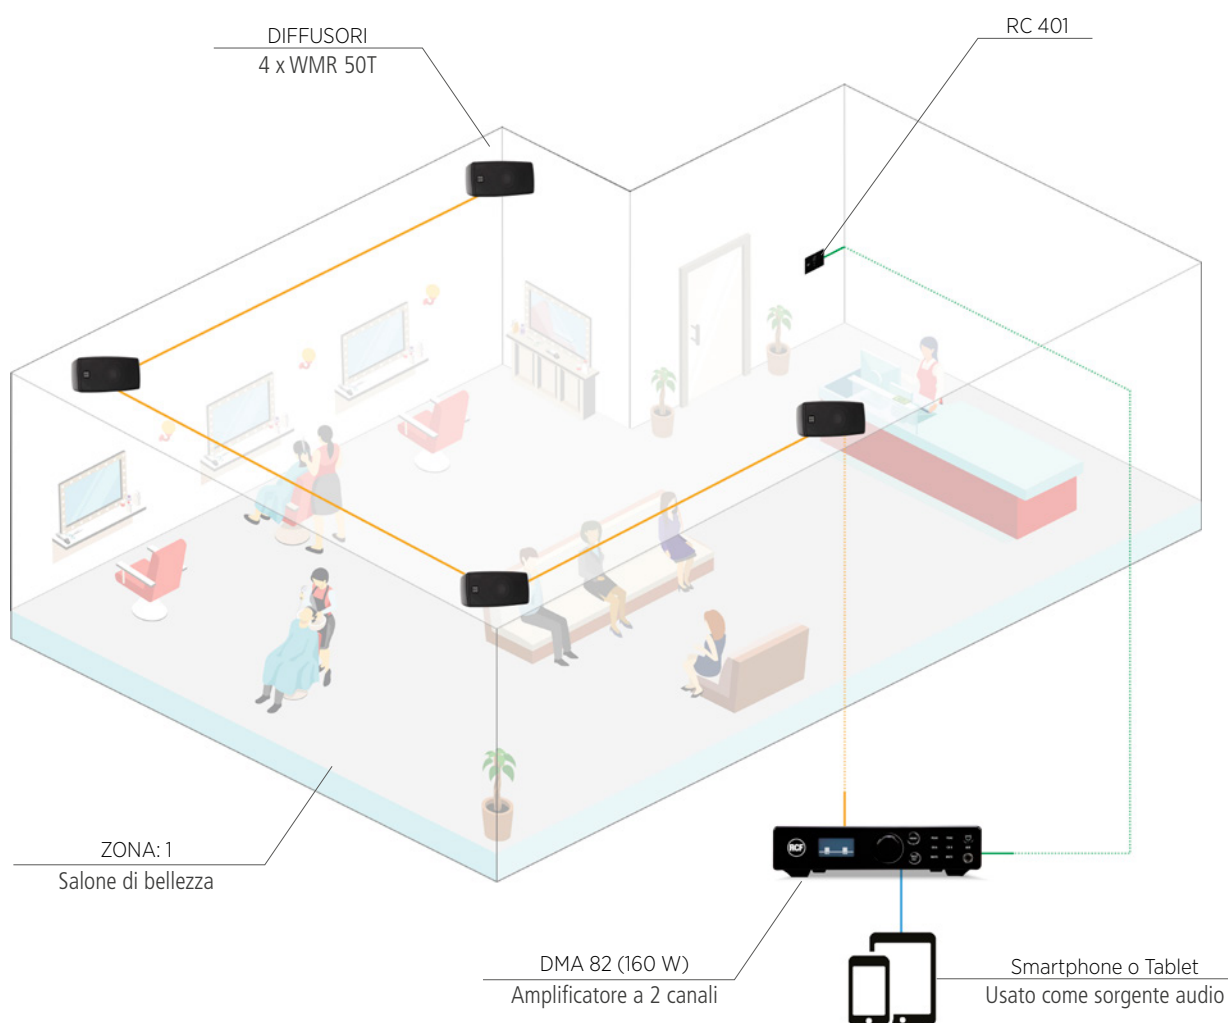 DIFFUSORI
4 x WMR 50T
RC 401
ZONA: 1
Salone di bellezza
RCF
DMA 82 (160 W)
Amplificatore a 2 canali
Smartphone o Tablet
Usato come sorgente audio